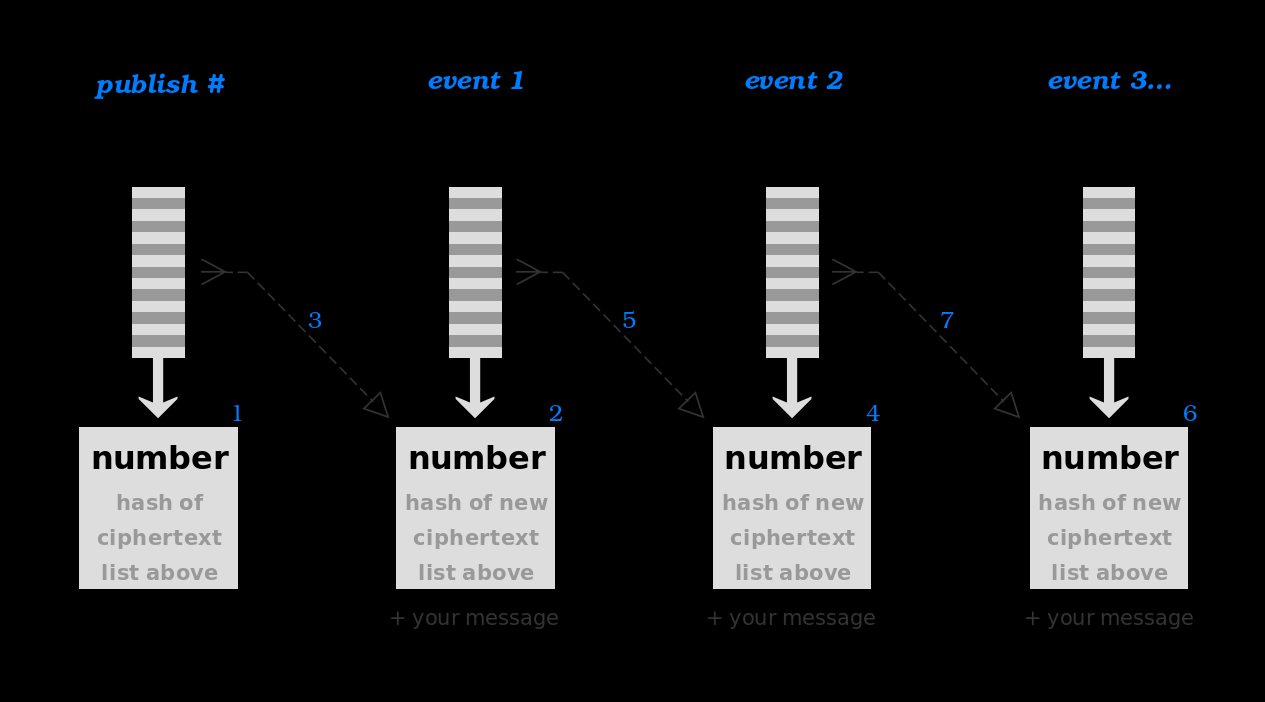 publish #
event 1
event 2
event 3...
3
5
7
1
2
4
6
number
hash of
ciphertext
list above
number
hash of new
ciphertext
list above
+ your message
number
hash of new
ciphertext
list above
+ your message
number
hash of new
ciphertext
list above
+ your message